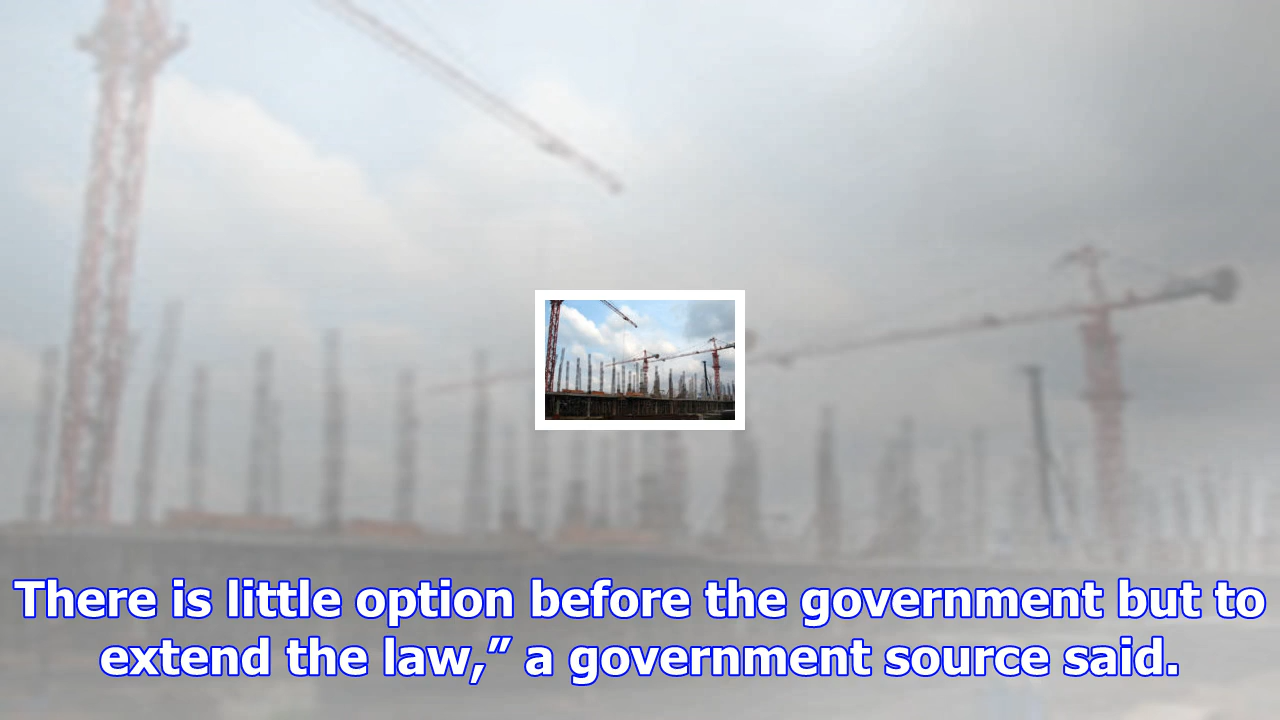 There is little option before the government but to
extend the law,” a government source said.